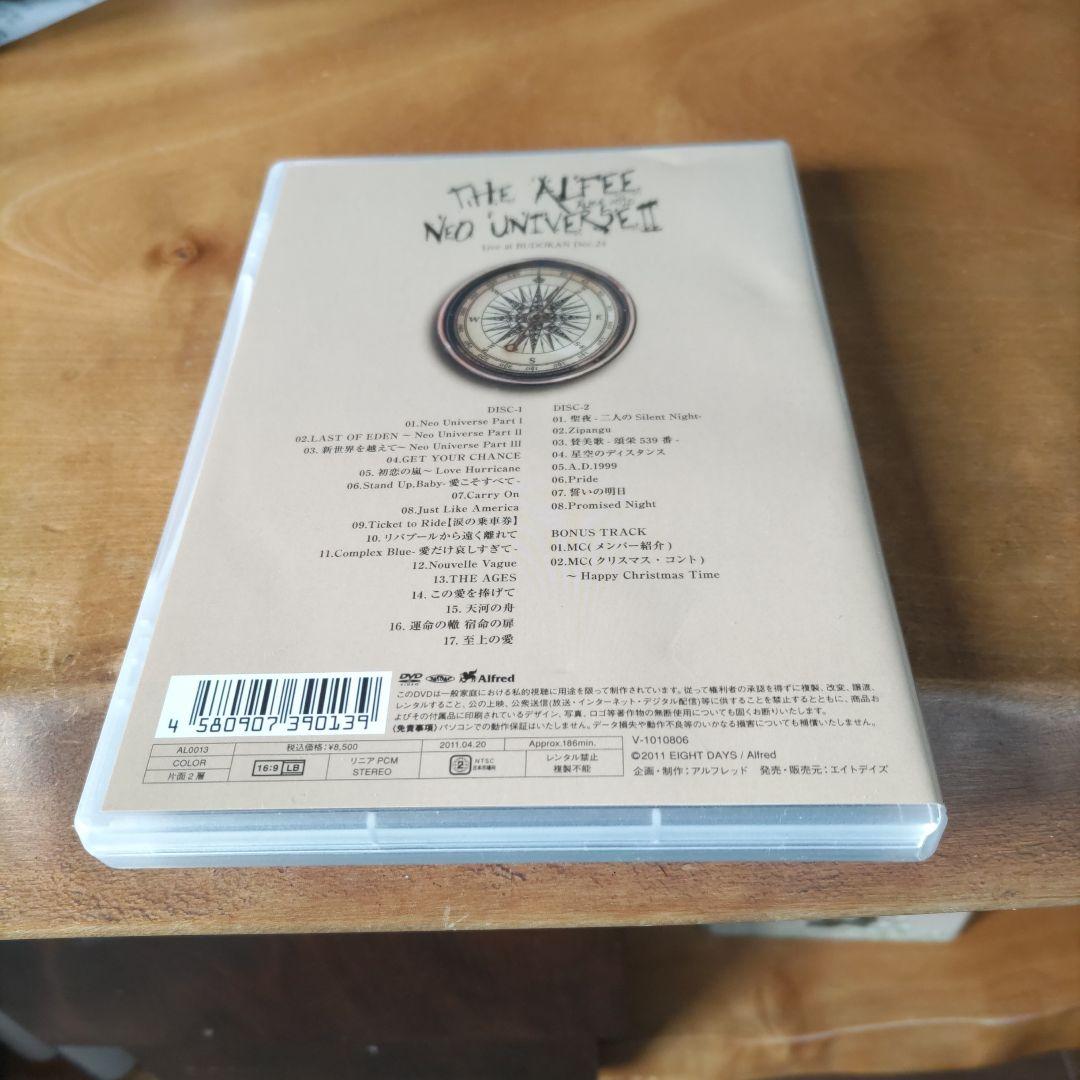 THE ALFEE
NEO UNIVERSE II
Live at BUDOKAN Dec.24
W
E
S
DISC-1
01.Neo Universe Part I
02.LAST OF EDEN ~ Neo Universe Part II
03. 新世界を越えて~ Neo Universe Part III
04.GET YOUR CHANCE
05. 初恋の嵐~ Love Hurricane
06.Stand Up,Baby- 愛こそすべて -
07.Carry On
08.Just Like America
09.Ticket to Ride【涙の乗車券】
10. リバプールから遠く離れて
11.Complex Blue- 愛だけ哀しすぎて -
12.Nouvelle Vague
13.THE AGES
14. この愛を捧げて
15. 天河の舟
16. 運命の轍 宿命の扉
17. 至上の愛
DISC-2
01. 聖夜 - 二人の Silent Night-
02.Zipangu
03. 賛美歌 - 頌栄 539 番 -
04. 星空のディスタンス
05.A.D.1999
06.Pride
07. 誓いの明日
08.Promised Night
BONUS TRACK
01.MC( メンバー紹介 )
02.MC( クリスマス・コント )
~ Happy Christmas Time
4 580907 390139
DVD VIDEO
Alfred
このDVDは一般家庭における私的視聴に用途を限って制作されています。従って権利者の承認を得ずに複製、改変、譲渡、
レンタルすること、公の上映、公衆送信(放送・インターネット・デジタル配信)等に供することを禁止するとともに、商品お
よびその付属品に印刷されているデザイン、写真、ロゴ等著作物の無断使用についても固くお断りいたします。
〈免責事項〉パソコンでの動作保証はいたしません。データ損失や動作不良等のいかなる損害についても補償いたしません。
AL0013
税込価格:¥8,500
2011.04.20
Approx.186min.
V-1010806
COLOR
16:9 LB
リニア PCM
STEREO
2
NTSC
日本市場向
レンタル禁止
複製不能
©2011 EIGHT DAYS / Alfred
片面2層
企画・制作:アルフレッド 発売・販売元:エイトデイズ